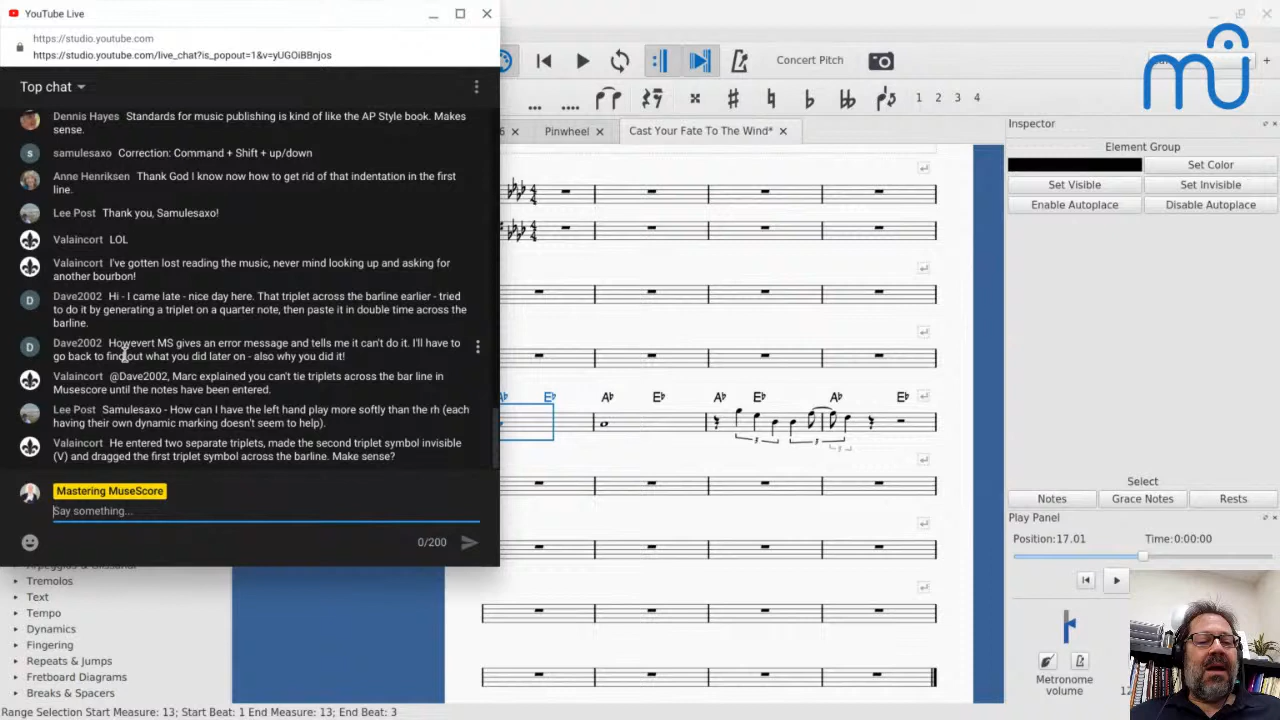 YouTube Live
https://studio.youtube.com
https://studio.youtube.com/live_chat?is_popout=1&v=yUGOiBBnjos
Top chat
Dennis Hayes Standards for music publishing is kind of like the AP Style book. Makes
sense.
samulesaxo Correction: Command + Shift + up/down
Anne Henriksen Thank God I know now how to get rid of that indentation in the first
line.
Lee Post Thank you, Samulesaxo!
Valaincort LOL
Valaincort I've gotten lost reading the music, never mind looking up and asking for
another bourbon!
Dave2002 Hi - I came late - nice day here. That triplet across the barline earlier - tried
to do it by generating a triplet on a quarter note, then paste it in double time across the
barline.
Dave2002 Howevert MS gives an error message and tells me it can't do it. I'll have to
go back to find out what you did later on - also why you did it!
Valaincort @Dave2002, Marc explained you can't tie triplets across the bar line in
Musescore until the notes have been entered.
Lee Post Samulesaxo - How can I have the left hand play more softly than the rh (each
having their own dynamic marking doesn't seem to help).
Valaincort He entered two separate triplets, made the second triplet symbol invisible
(V) and dragged the first triplet symbol across the barline. Make sense?
Mastering MuseScore
Say something...
0/200
Tremolos
Text
Tempo
Dynamics
Fingering
Repeats & Jumps
Fretboard Diagrams
Breaks & Spacers
Range Selection Start Measure: 13; Start Beat: 1 End Measure: 13; End Beat: 3
Concert Pitch
1 2 3 4
6
Pinwheel
Cast Your Fate To The Wind*
A♭ E♭ A♭ E♭ A♭ E♭ A♭ E♭
3 3 3
Inspector
Element Group
Set Color
Set Visible
Set Invisible
Enable Autoplace
Disable Autoplace
Select
Notes
Grace Notes
Rests
Play Panel
Position:17.01
Time:0:00:00
Metronome
volume